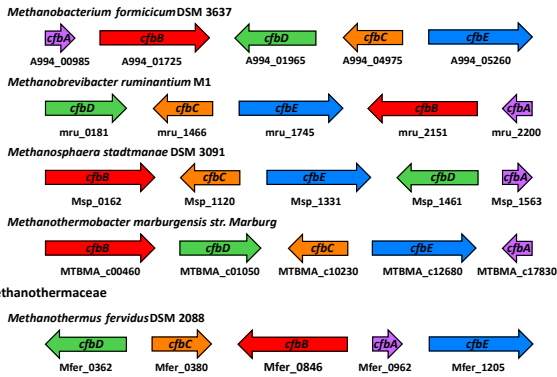 Methanobacterium formicicum DSM 3637
cfbA cfbB cfbD cfbC cfbE
A994_00985 A994_01725 A994_01965 A994_04975 A994_05260
Methanobrevibacter ruminantium M1
cfbD cfbC cfbE cfbB cfbA
mru_0181 mru_1466 mru_1745 mru_2151 mru_2200
Methanosphaera stadtmanae DSM 3091
cfbB cfbC cfbE cfbD cfbA
Msp_0162 Msp_1120 Msp_1331 Msp_1461 Msp_1563
Methanothermobacter marburgensis str. Marburg
cfbB cfbD cfbC cfbE cfbA
MTBMA_c00460 MTBMA_c01050 MTBMA_c10230 MTBMA_c12680 MTBMA_c17830
ethanothermaceae
Methanothermus fervidus DSM 2088
cfbD cfbC cfbB cfbA cfbE
Mfer_0362 Mfer_0380 Mfer_0846 Mfer_0962 Mfer_1205